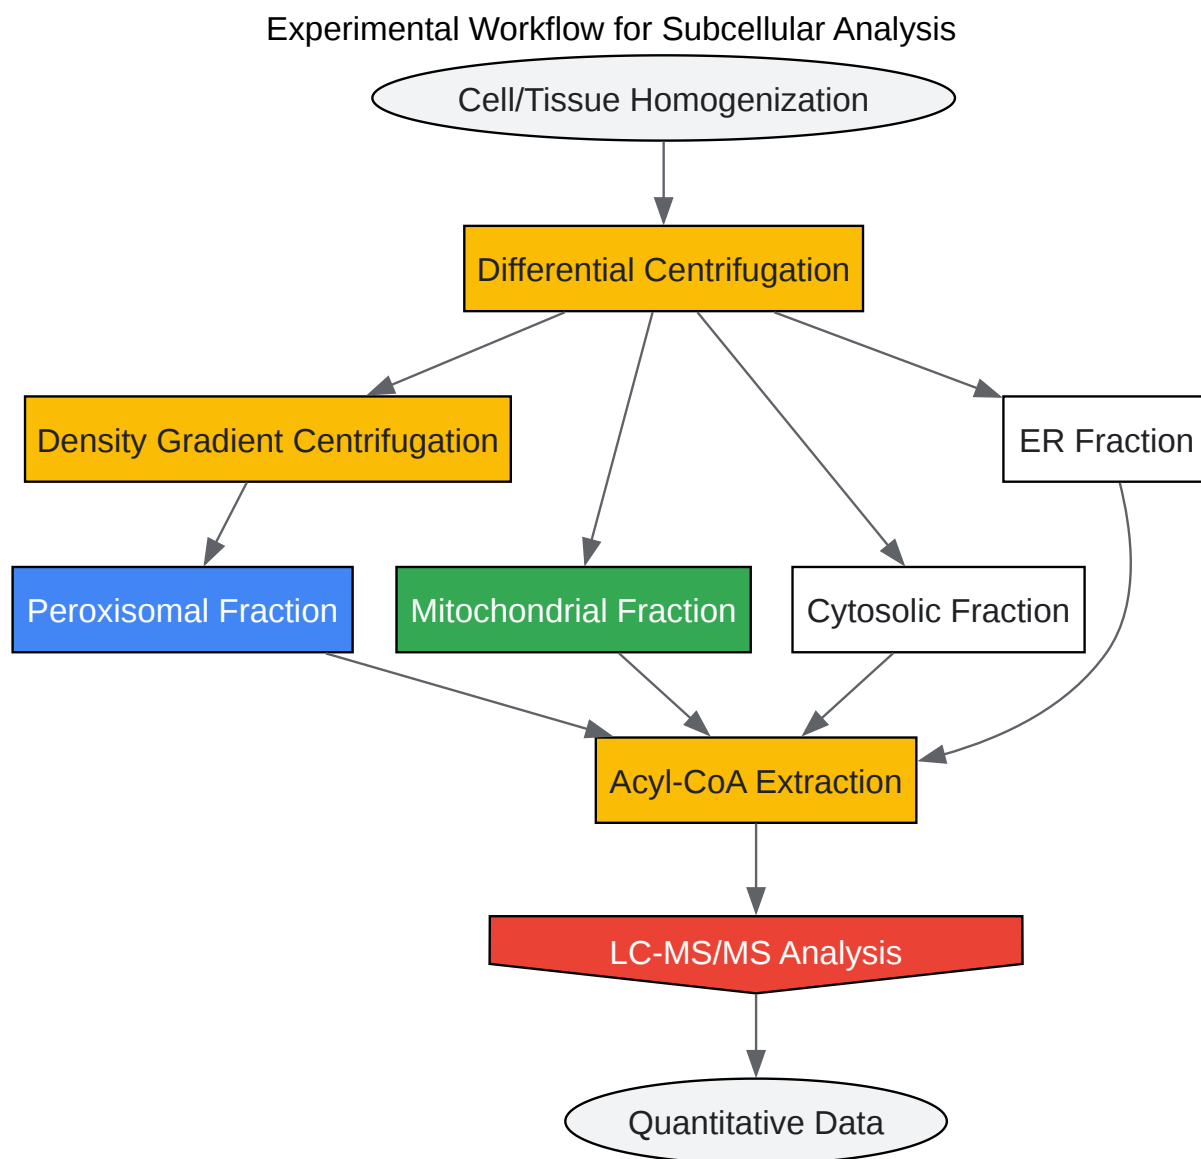 Experimental Workflow for Subcellular Analysis
Cell/Tissue Homogenization
Differential Centrifugation
Density Gradient Centrifugation
ER Fraction
Peroxisomal Fraction
Mitochondrial Fraction
Cytosolic Fraction
Acyl-CoA Extraction
LC-MS/MS Analysis
Quantitative Data